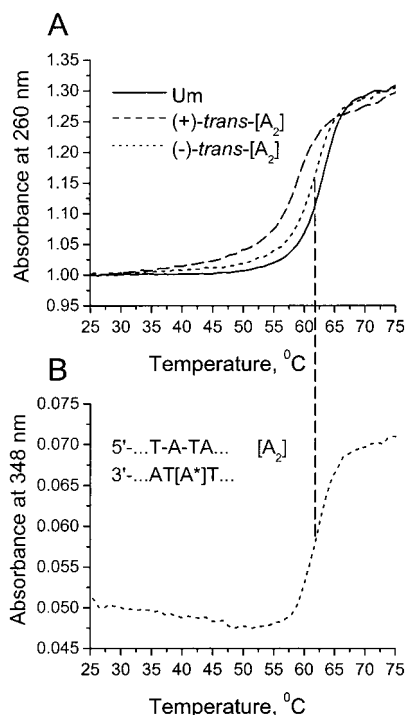 A
1.35
1.30
1.25
1.20
1.15
1.10
1.05
1.00
0.95
Absorbance at 260 nm
Um
(+)-trans-[A₂]
(-)-trans-[A₂]
25 30 35 40 45 50 55 60 65 70 75
Temperature, ⁰C
B
0.075
0.070
0.065
0.060
0.055
0.050
0.045
Absorbance at 348 nm
5'-...T-A-TA... [A₂]
3'-...AT[A*]T...
25 30 35 40 45 50 55 60 65 70 75
Temperature, ⁰C